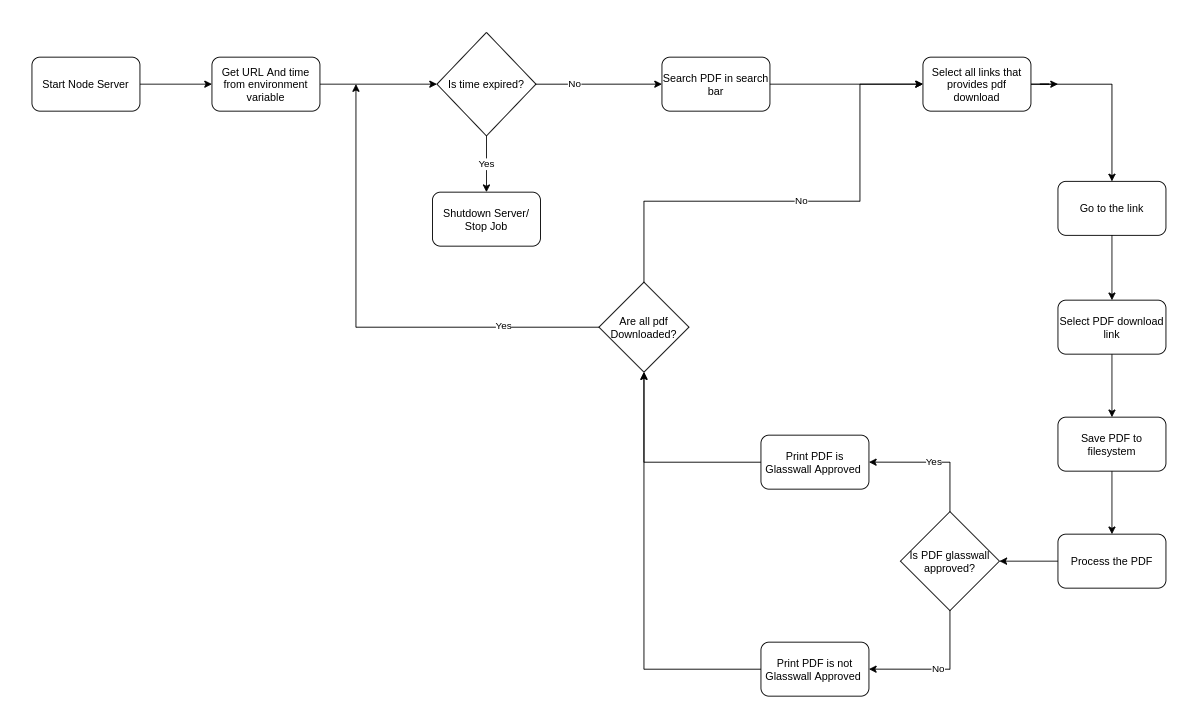 Start Node Server
Get URL And time
from environment
variable
Is time expired?
No
Search PDF in search
bar
Select all links that
provides pdf
download
Yes
Shutdown Server/
Stop Job
No
Go to the link
Are all pdf
Downloaded?
Yes
Select PDF download
link
Save PDF to
filesystem
Print PDF is
Glasswall Approved
Yes
Is PDF glasswall
approved?
Process the PDF
Print PDF is not
Glasswall Approved
No